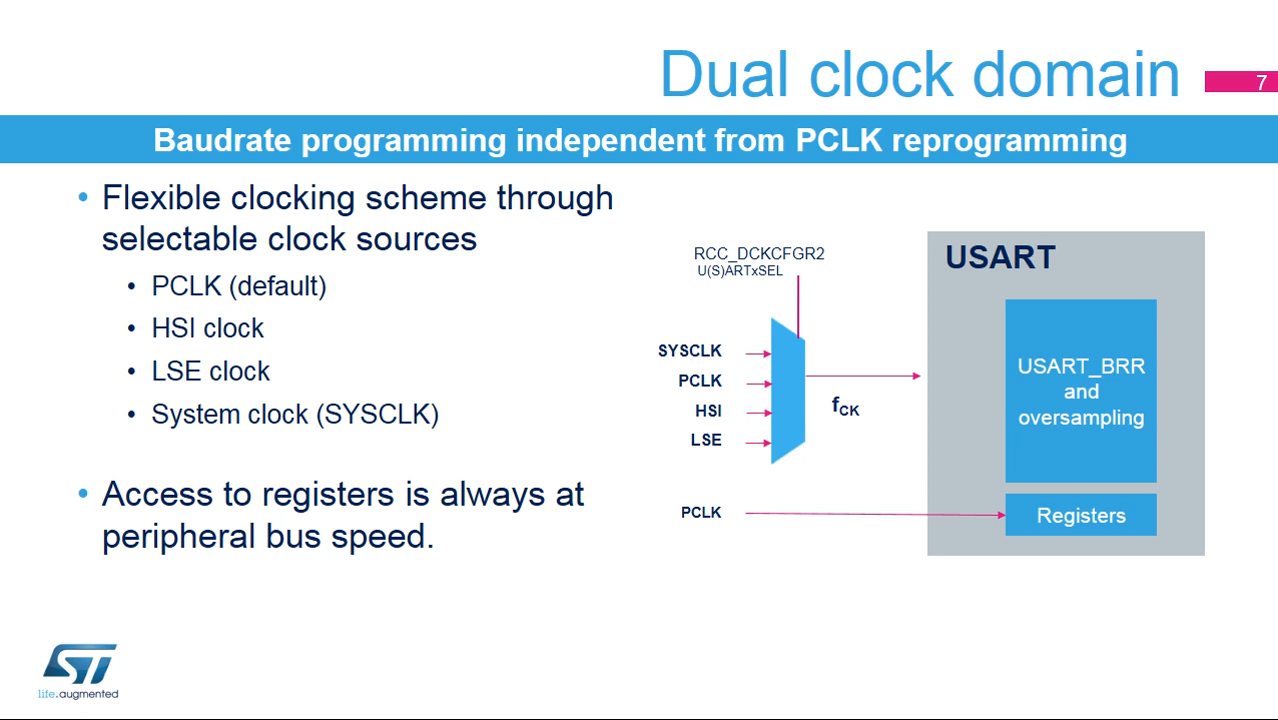 Dual clock domain
7
Baudrate programming independent from PCLK reprogramming
• Flexible clocking scheme through
selectable clock sources
• PCLK (default)
• HSI clock
• LSE clock
• System clock (SYSCLK)
• Access to registers is always at
peripheral bus speed.
RCC_DCKCFGR2
U(S)ARTxSEL
SYSCLK
PCLK
HSI
LSE
fCK
PCLK
USART
USART_BRR
and
oversampling
Registers
ST
life.augmented